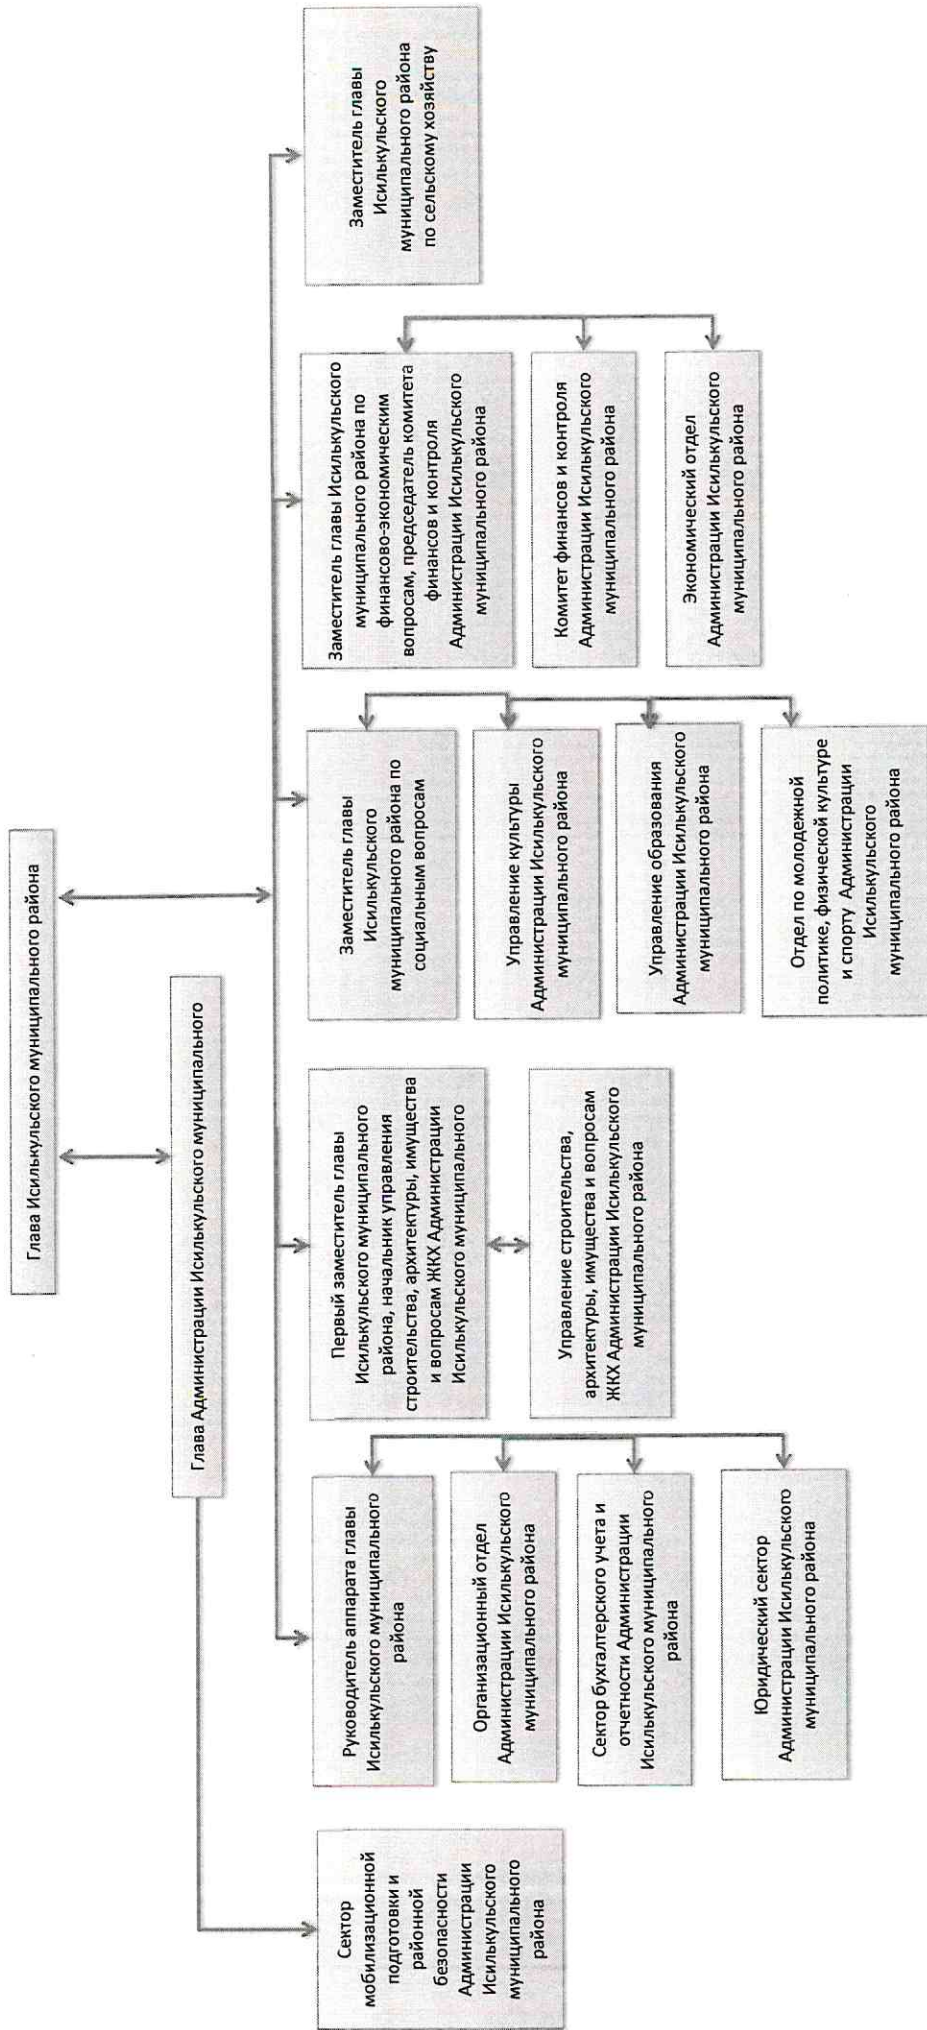 Глава Исилькульского муниципального района
Глава Администрации Исилькульского муниципального
Сектор
мобилизационной
подготовки и
районной
безопасности
Администрации
Исилькульского
муниципального
района
Руководитель аппарата главы
Исилькульского муниципального
района
Организационный отдел
Администрации Исилькульского
муниципального района
Сектор бухгалтерского учета и
отчетности Администрации
Исилькульского муниципального
района
Юридический сектор
Администрации Исилькульского
муниципального района
Первый заместитель главы
Исилькульского муниципального
района, начальник управления
строительства, архитектуры, имущества
и вопросам ЖКХ Администрации
Исилькульского муниципального
Управление строительства,
архитектуры, имущества и вопросам
ЖКХ Администрации Исилькульского
муниципального района
Заместитель главы
Исилькульского
муниципального района по
социальным вопросам
Управление культуры
Администрации Исилькульского
муниципального района
Управление образования
Администрации Исилькульского
муниципального района
Отдел по молодежной
политике, физической культуре
и спорту Администрации
Исилькульского
муниципального района
Заместитель главы Исилькульского
муниципального района по
финансово-экономическим
вопросам, председатель комитета
финансов и контроля
Администрации Исилькульского
муниципального района
Комитет финансов и контроля
Администрации Исилькульского
муниципального района
Экономический отдел
Администрации Исилькульского
муниципального района
Заместитель главы
Исилькульского
муниципального района
по сельскому хозяйству